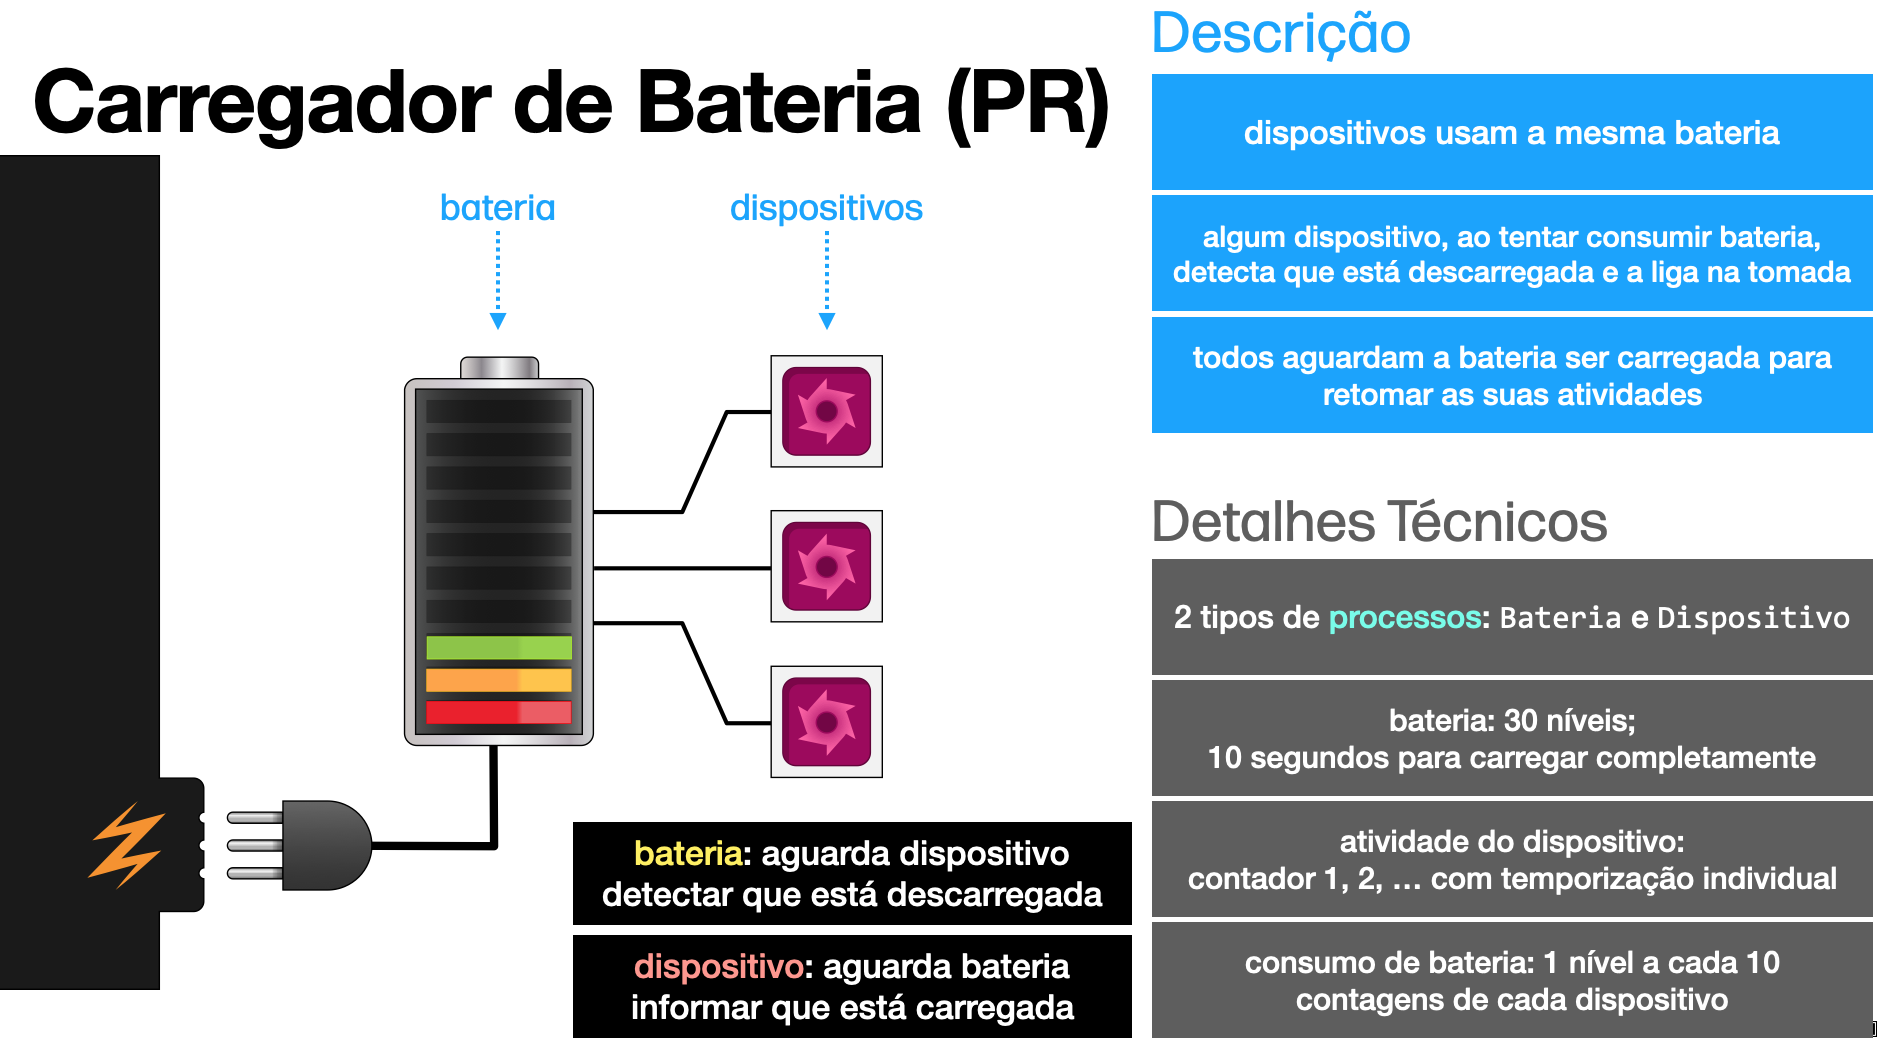 Carregador de Bateria (PR)
bateria
dispositivos
bateria: aguarda dispositivo
detectar que está descarregada
dispositivo: aguarda bateria
informar que está carregada
Descrição
dispositivos usam a mesma bateria
algum dispositivo, ao tentar consumir bateria,
detecta que está descarregada e a liga na tomada
todos aguardam a bateria ser carregada para
retomar as suas atividades
Detalhes Técnicos
2 tipos de processos: Bateria e Dispositivo
bateria: 30 níveis;
10 segundos para carregar completamente
atividade do dispositivo:
contador 1, 2, … com temporização individual
consumo de bateria: 1 nível a cada 10
contagens de cada dispositivo